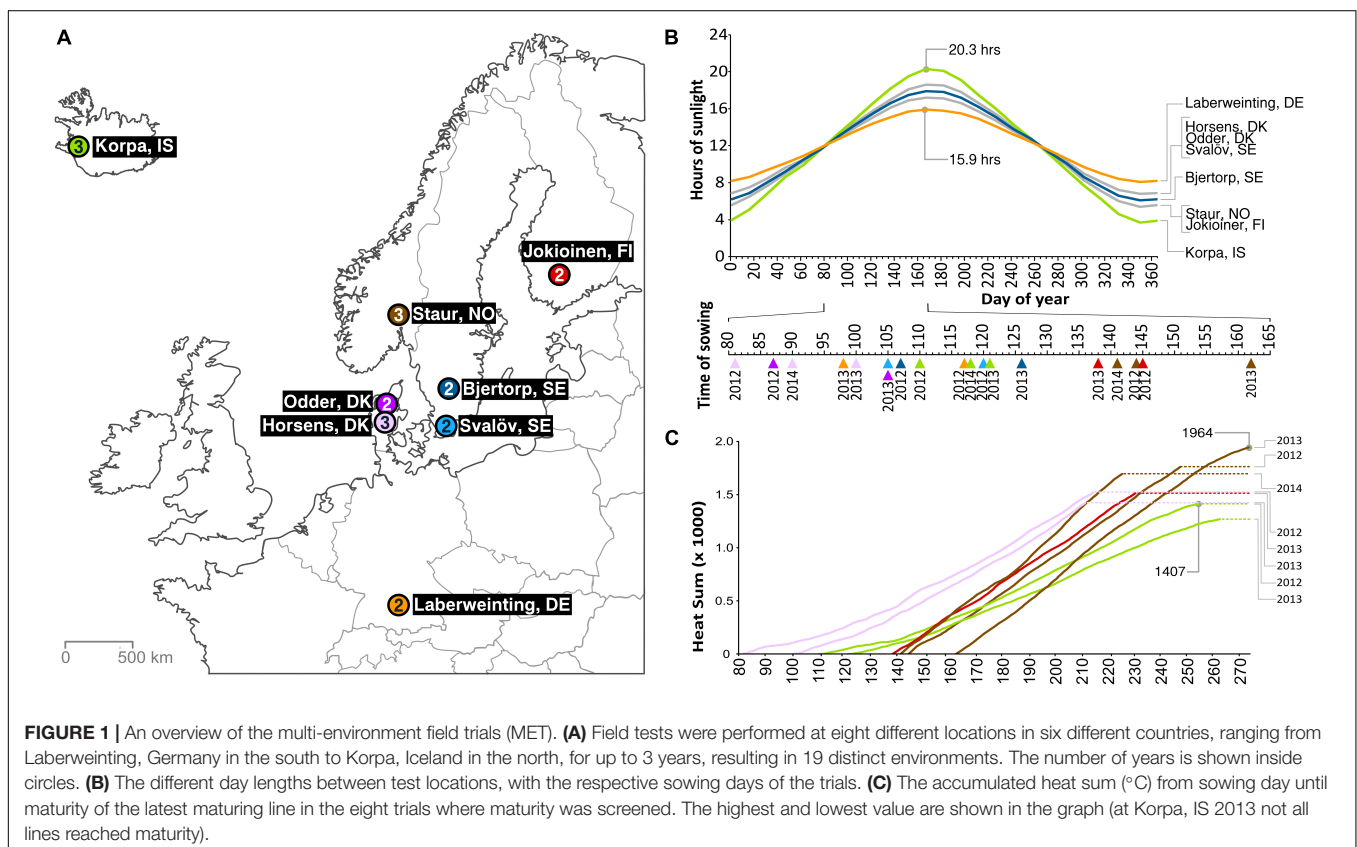 A
3 Korpa, IS
Jokioinen, FI
2
3 Staur, NO
2 Bjertorp, SE
Odder, DK 2
Horsens, DK 3
2 Svalöv, SE
2 Laberweinting, DE
0 500 km
B
Hours of sunlight
24
20
16
12
8
4
0
20.3 hrs
15.9 hrs
Laberweinting, DE
Horsens, DK
Odder, DK
Svalöv, SE
Bjertorp, SE
Staur, NO
Jokioiner, FI
Korpa, IS
0 20 40 60 80 100 120 140 160 180 200 220 240 260 280 300 320 340 360
Day of year
Time of sowing
80 85 90 95 100 105 110 115 120 125 130 135 140 145 150 155 160 165
2012 2012 2014 2013 2013 2013 2012 2012 2012 2014 2012 2013 2013 2013 2014 2012 2012 2013
C
Heat Sum (x 1000)
2.0
1.5
1.0
0.5
0
1964
1407
2013
2012
2014
2012
2013
2013
2012
2013
80 90 100 110 120 130 140 150 160 170 180 190 200 210 220 230 240 250 260 270
FIGURE 1 | An overview of the multi-environment field trials (MET). (A) Field tests were performed at eight different locations in six different countries, ranging from
Laberweinting, Germany in the south to Korpa, Iceland in the north, for up to 3 years, resulting in 19 distinct environments. The number of years is shown inside
circles. (B) The different day lengths between test locations, with the respective sowing days of the trials. (C) The accumulated heat sum (°C) from sowing day until
maturity of the latest maturing line in the eight trials where maturity was screened. The highest and lowest value are shown in the graph (at Korpa, IS 2013 not all
lines reached maturity).